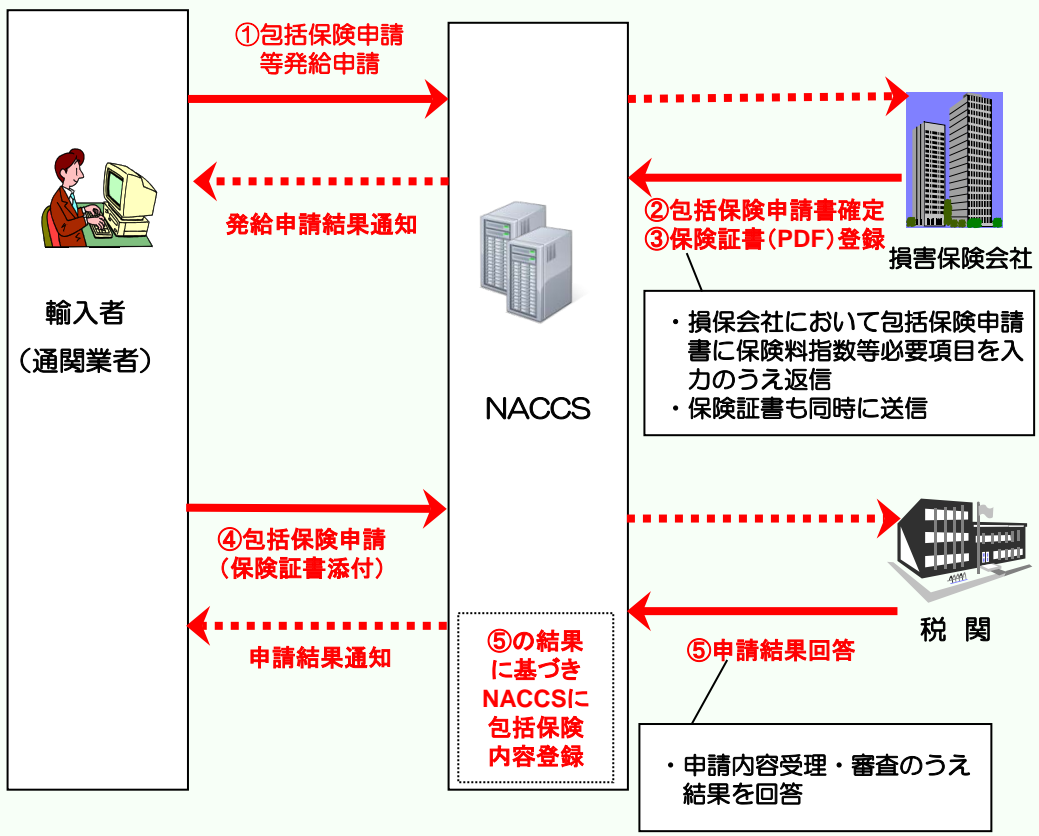 ①包括保険申請
等発給申請
発給申請結果通知
②包括保険申請書確定
③保険証書（PDF）登録
損害保険会社
輸入者
（通関業者）
・損保会社において包括保険申請
書に保険料指数等必要項目を入
力のうえ返信
・保険証書も同時に送信
NACCS
④包括保険申請
（保険証書添付）
申請結果通知
⑤の結果
に基づき
NACCSに
包括保険
内容登録
税 関
⑤申請結果回答
・申請内容受理・審査のうえ
結果を回答